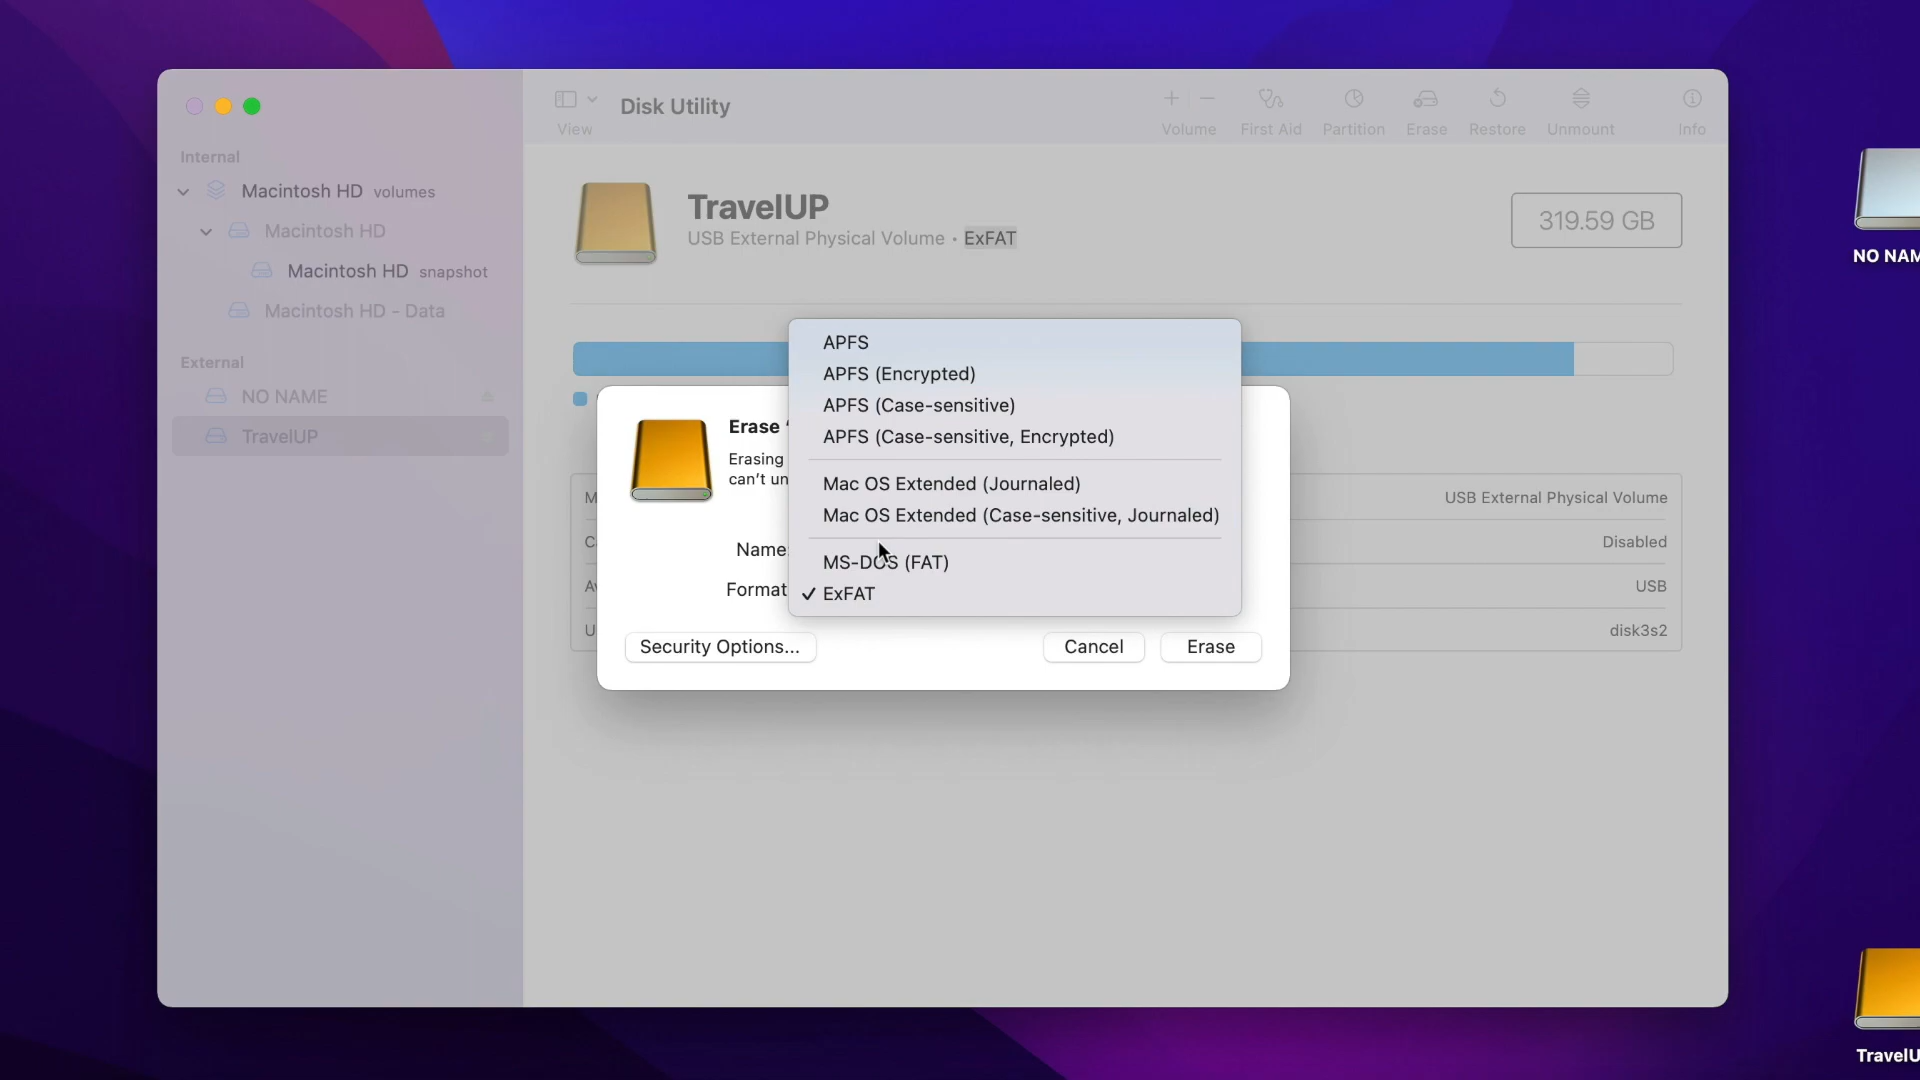 Disk Utility
View
Volume
First Aid
Partition
Erase
Restore
Unmount
Info
Internal
Macintosh HD volumes
Macintosh HD
Macintosh HD snapshot
Macintosh HD - Data
External
NO NAME
TravelUP
TravelUP
USB External Physical Volume • ExFAT
319.59 GB
APFS
APFS (Encrypted)
APFS (Case-sensitive)
APFS (Case-sensitive, Encrypted)
Mac OS Extended (Journaled)
Mac OS Extended (Case-sensitive, Journaled)
MS-DOS (FAT)
ExFAT
Erase
Erasing
can't un
Name:
Format
Security Options...
Cancel
Erase
USB External Physical Volume
Disabled
USB
disk3s2
NO NAM
TravelU